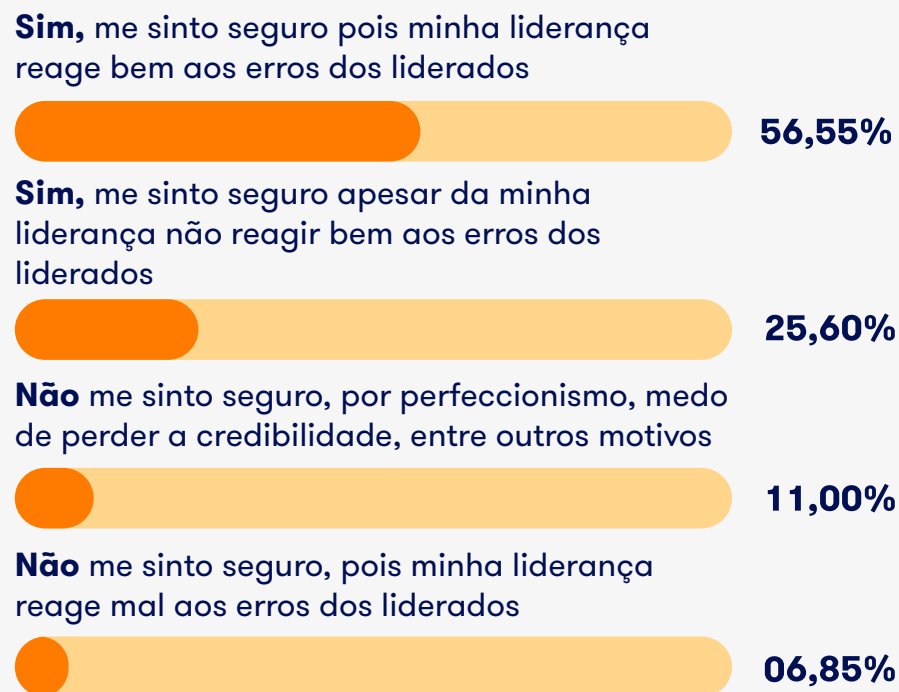 Sim, me sinto seguro pois minha liderança
reage bem aos erros dos liderados
56,55%
Sim, me sinto seguro apesar da minha
liderança não reagir bem aos erros dos
liderados
25,60%
Não me sinto seguro, por perfeccionismo, medo
de perder a credibilidade, entre outros motivos
11,00%
Não me sinto seguro, pois minha liderança
reage mal aos erros dos liderados
06,85%